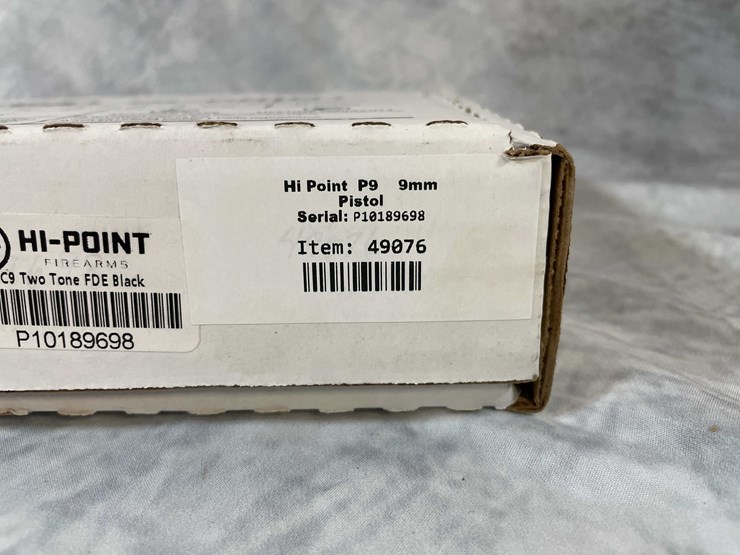 HI-POINT
FIREARMS
C9 Two Tone FDE Black
P10189698
Hi Point P9 9mm
Pistol
Serial: P10189698
Item: 49076